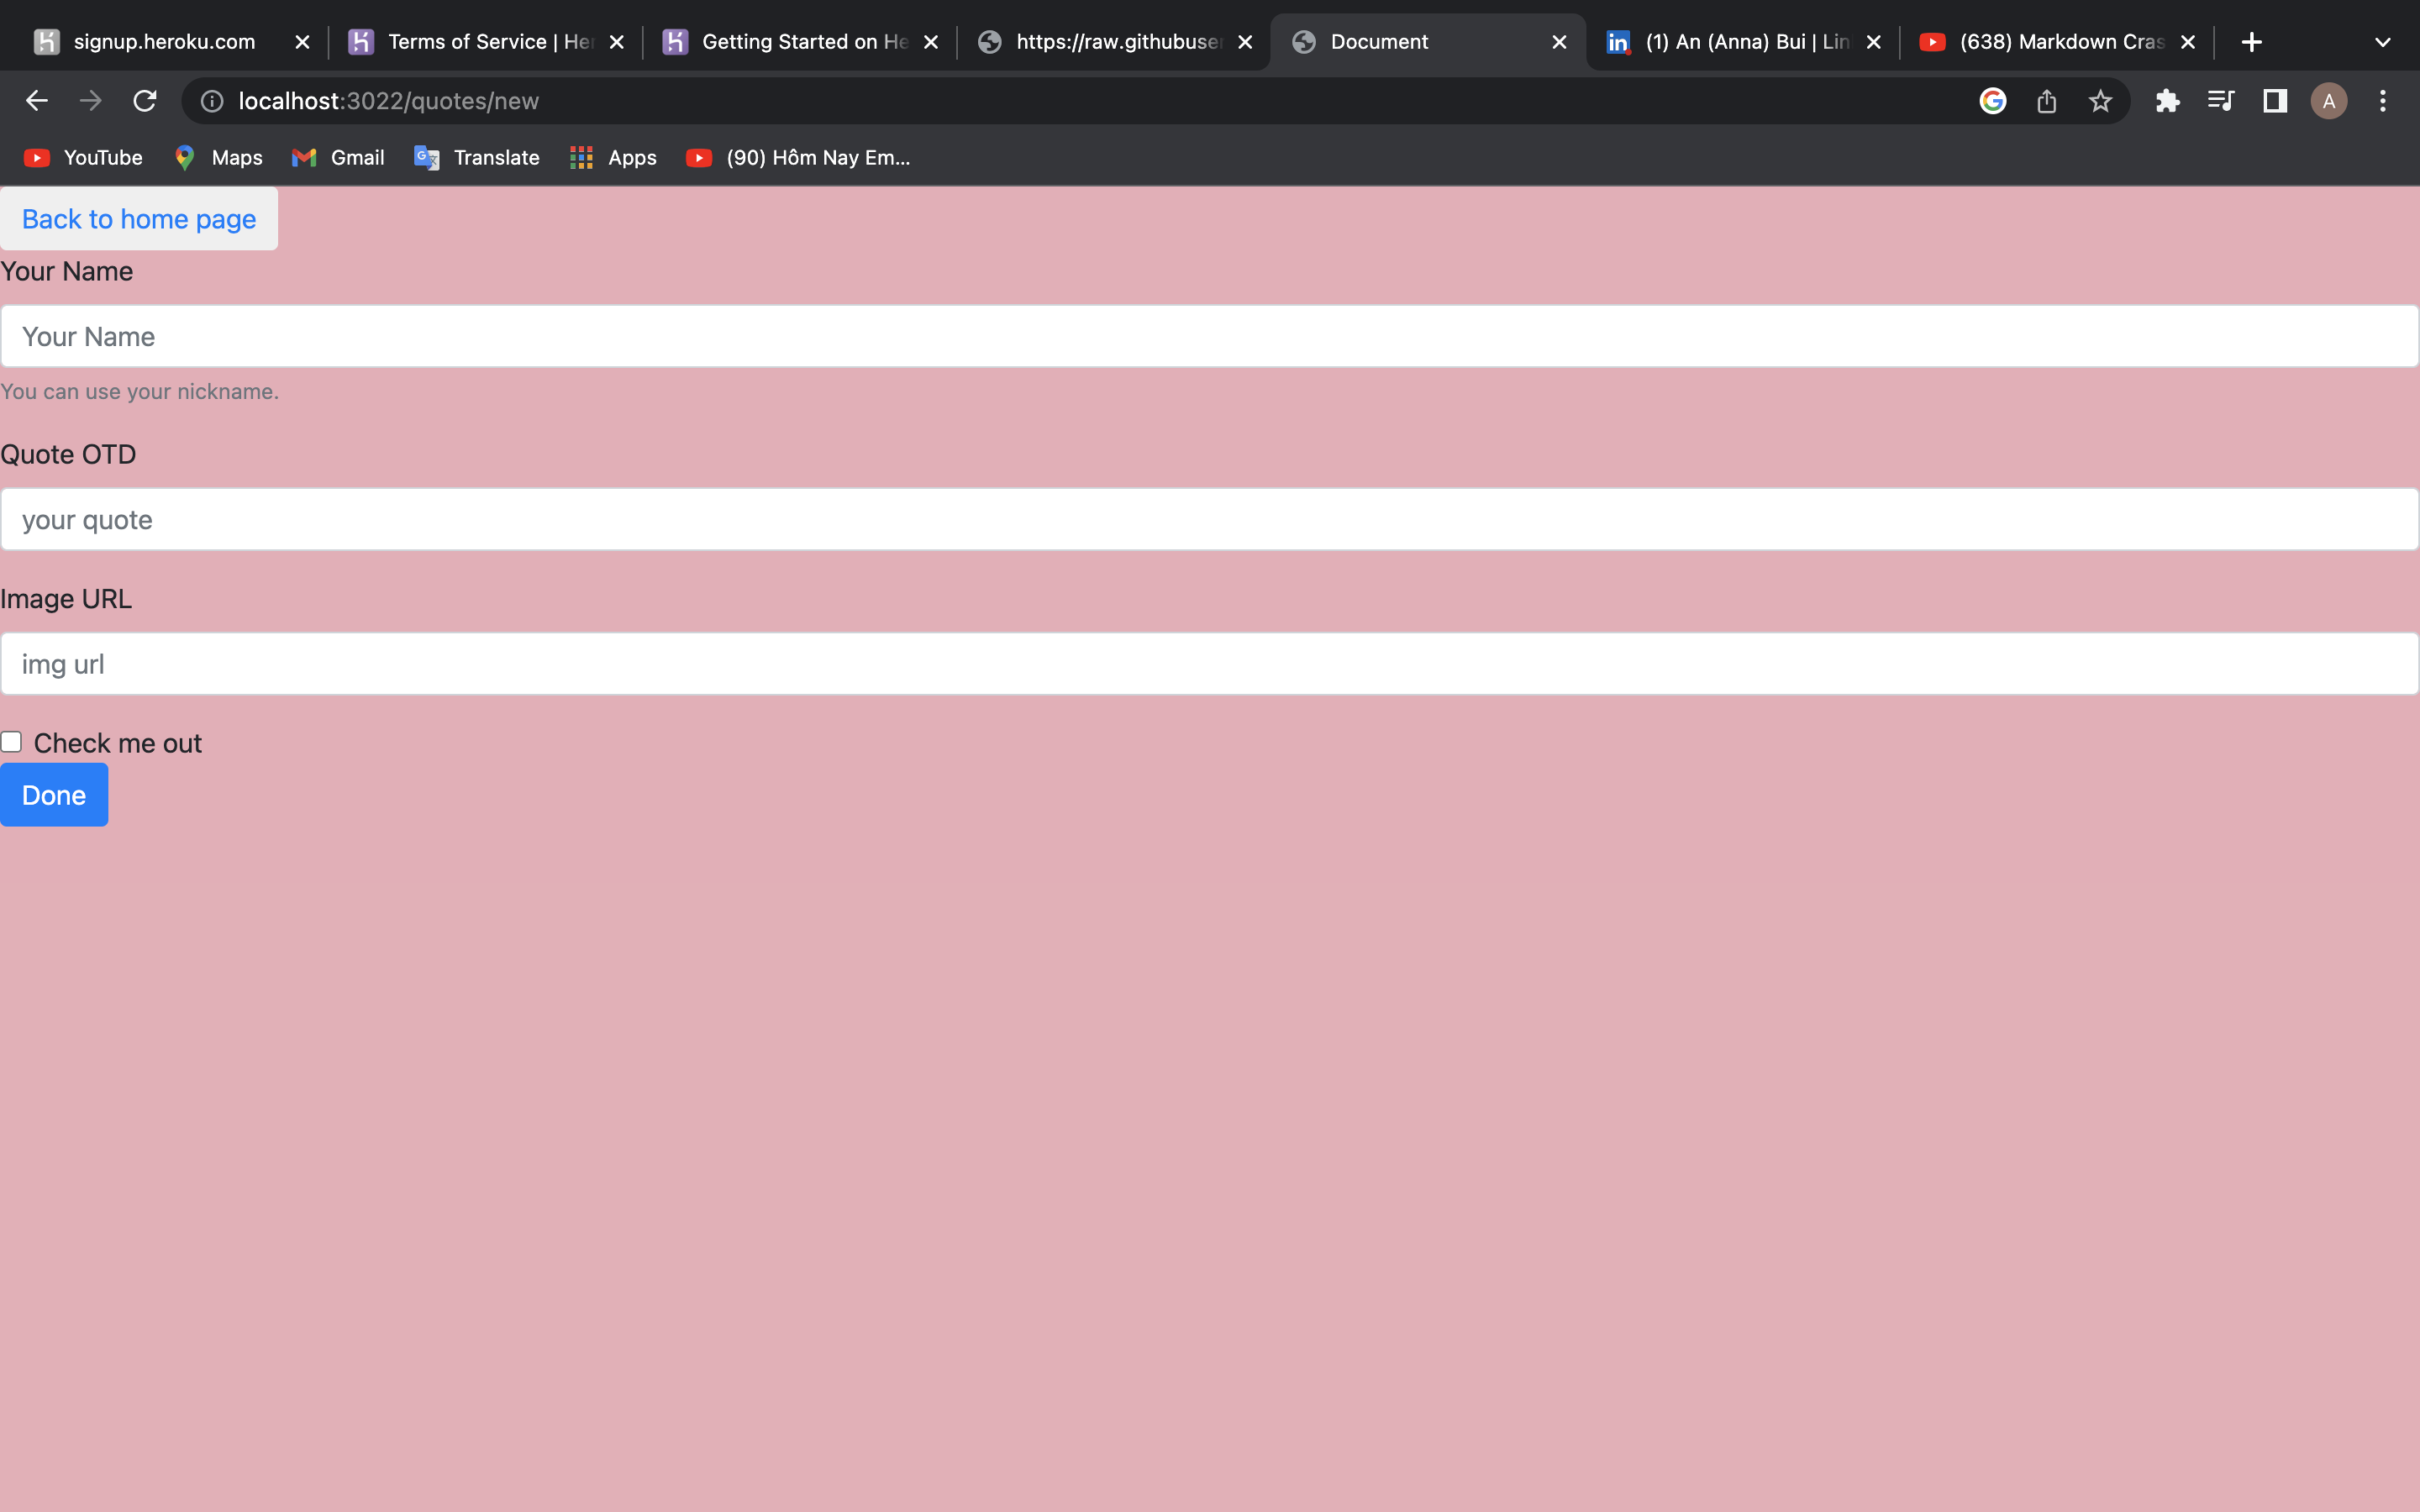 signup.heroku.com Terms of Service | Her Getting Started on He https://raw.githubuser Document (1) An (Anna) Bui | Lin (638) Markdown Cras
localhost:3022/quotes/new A
YouTube Maps Gmail Translate Apps (90) Hôm Nay Em...
Back to home page
Your Name
Your Name
You can use your nickname.
Quote OTD
your quote
Image URL
img url
Check me out
Done